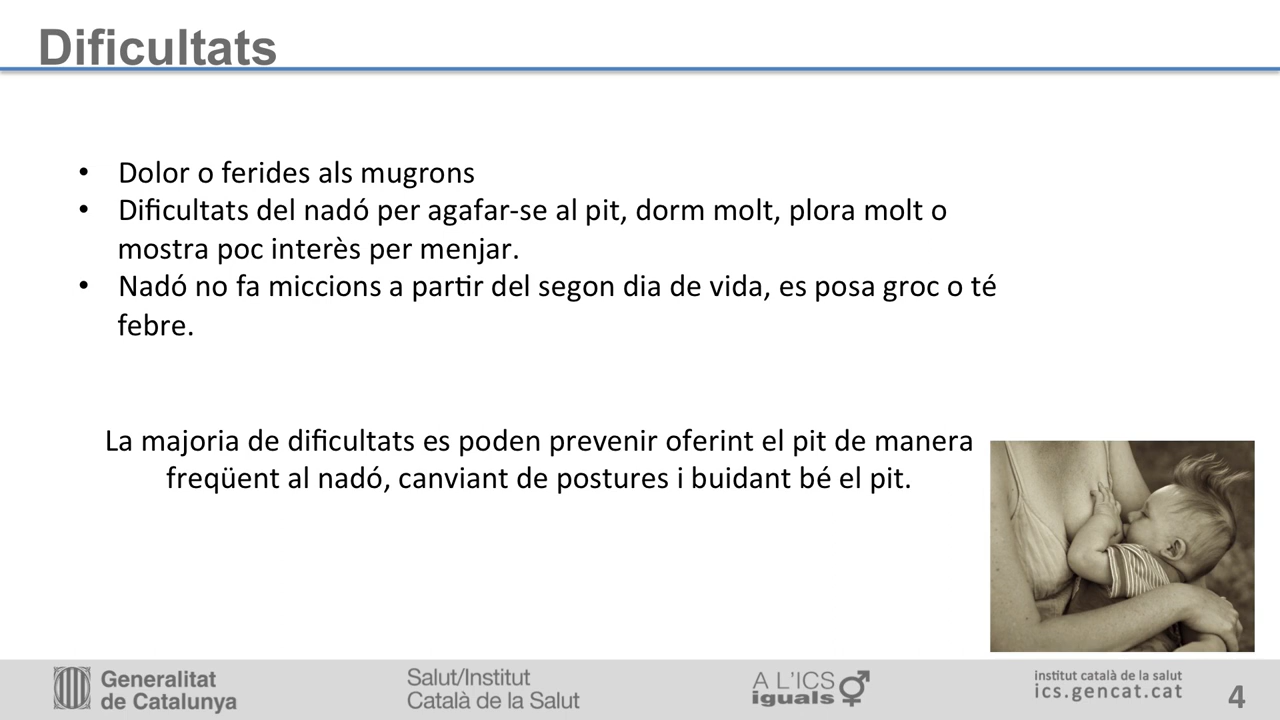 Dificultats
• Dolor o ferides als mugrons
• Dificultats del nadó per agafar-se al pit, dorm molt, plora molt o
mostra poc interès per menjar.
• Nadó no fa miccions a partir del segon dia de vida, es posa groc o té
febre.
La majoria de dificultats es poden prevenir oferint el pit de manera
freqüent al nadó, canviant de postures i buidant bé el pit.
Generalitat
de Catalunya
Salut/Institut
Català de la Salut
A L'ICS
iguals
institut català de la salut
ics.gencat.cat
4